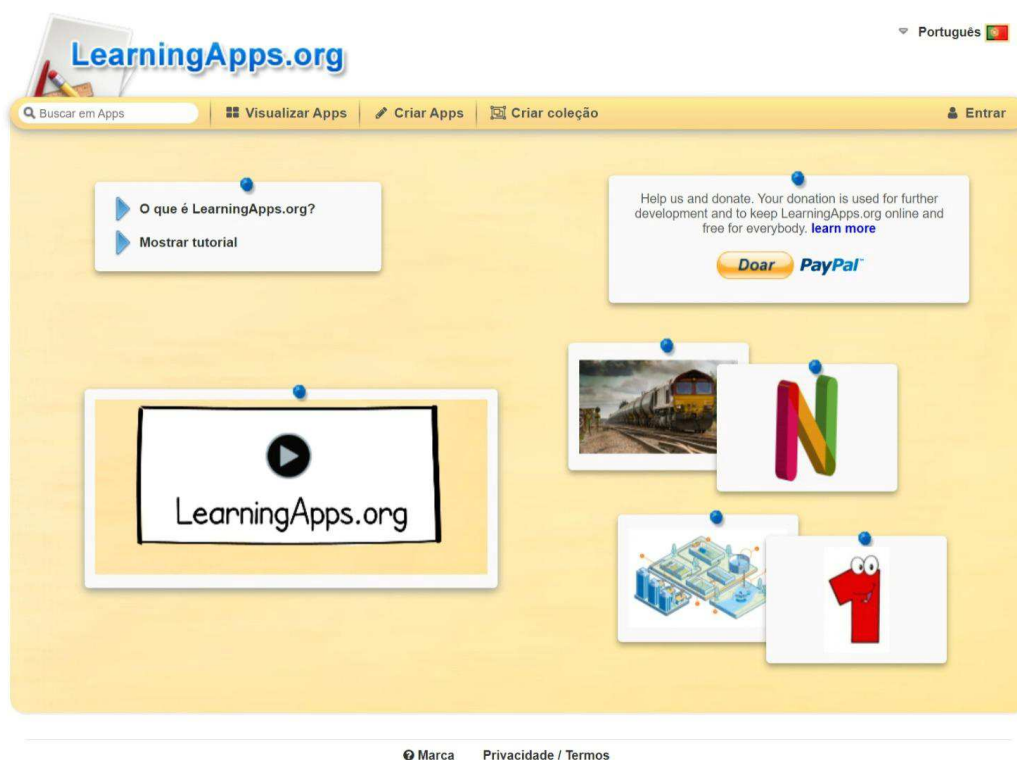 LearningApps.org
Português
Buscar em Apps
Visualizar Apps
Criar Apps
Criar coleção
Entrar
O que é LearningApps.org?
Mostrar tutorial
Help us and donate. Your donation is used for further
development and to keep LearningApps.org online and
free for everybody. learn more
Doar PayPal™
LearningApps.org
N
1
Marca
Privacidade / Termos